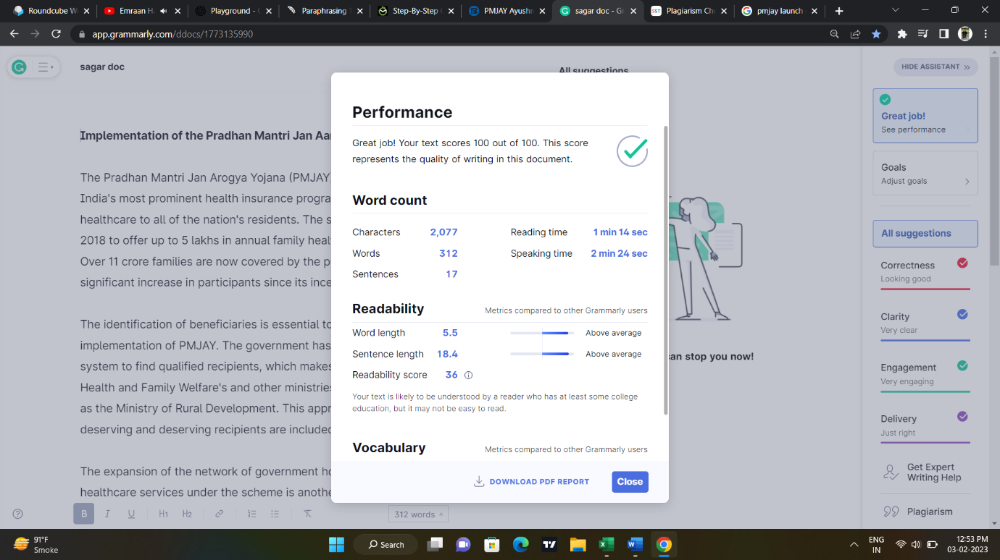 Roundcube W
Emraan H
Playground -
Paraphrasing T
Step-By-Step
PMJAY Ayushm
sagar doc - Gr
SST
Plagiarism Che
pmjay launch
app.grammarly.com/ddocs/1773135990
sagar doc
All suggestions
HIDE ASSISTANT
Implementation of the Pradhan Mantri Jan Aa
The Pradhan Mantri Jan Arogya Yojana (PMJAY)
India's most prominent health insurance progra
healthcare to all of the nation's residents. The s
2018 to offer up to 5 lakhs in annual family heal
Over 11 crore families are now covered by the p
significant increase in participants since its ince
The identification of beneficiaries is essential to
implementation of PMJAY. The government has
system to find qualified recipients, which makes
Health and Family Welfare's and other ministries
as the Ministry of Rural Development. This appr
deserving and deserving recipients are included
The expansion of the network of government ho
healthcare services under the scheme is anothe
Performance
Great job! Your text scores 100 out of 100. This score
represents the quality of writing in this document.
Word count
Characters 2,077 Reading time 1 min 14 sec
Words 312 Speaking time 2 min 24 sec
Sentences 17
Readability Metrics compared to other Grammarly users
Word length 5.5 Above average
Sentence length 18.4 Above average
Readability score 36
Your text is likely to be understood by a reader who has at least some college
education, but it may not be easy to read.
Vocabulary Metrics compared to other Grammarly users
DOWNLOAD PDF REPORT Close
can stop you now!
Great job!
See performance
Goals
Adjust goals
All suggestions
Correctness
Looking good
Clarity
Very clear
Engagement
Very engaging
Delivery
Just right
Get Expert
Writing Help
Plagiarism
B I U H1 H2
312 words
91°F
Smoke
Search
ENG
IN
12:53 PM
03-02-2023